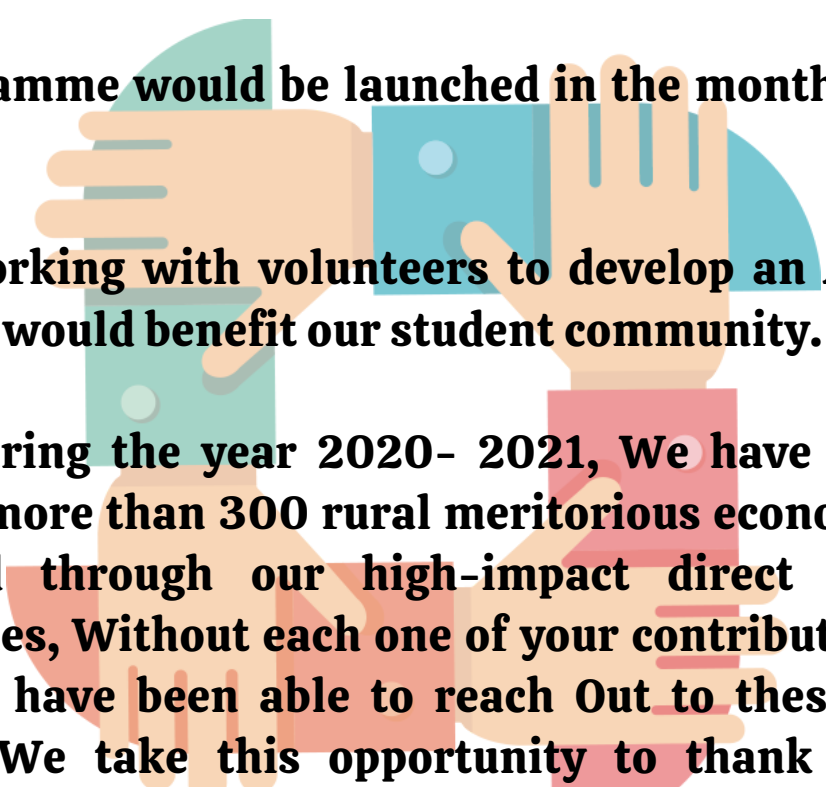 amme would be launched in the month
orking with volunteers to develop an
would benefit our student community.
ring the year 2020- 2021, We have
more than 300 rural meritorious econo
through our high-impact direct
es, Without each one of your contribut
have been able to reach Out to thes
We take this opportunity to thank